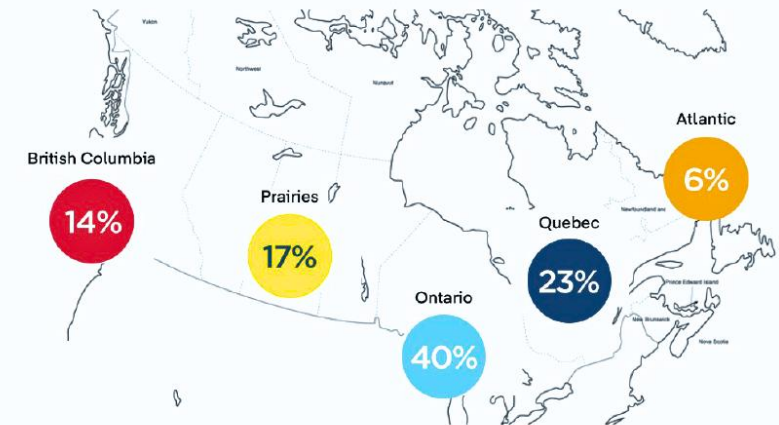 Yukon
Northwest
Nunavut
Atlantic
6%
British Columbia
14%
Prairies
17%
Newfoundland and
Quebec
23%
Prince Edward Island
Ontario
40%
New Brunswick
Nova Scotia